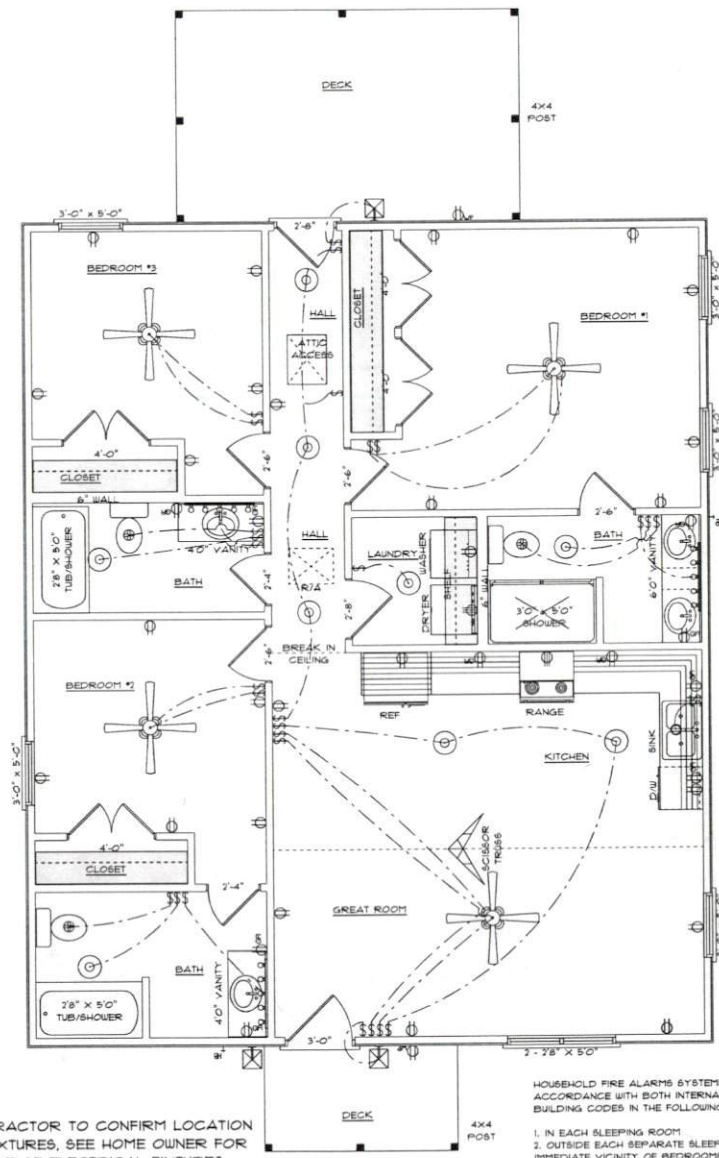 DECK
4X4
POST
3'-0" x 5'-0"
2'-8"
BEDROOM #3
HALL
ATTIC
ACCESS
CLOSET
4'-0"
4'-0"
BEDROOM #1
3'-0" x 5'-0"
3'-0" x 5'-0"
4'-0"
CLOSET
2'-6"
2'-6"
2'-6"
6" WALL
2'8" X 5'0"
TUB/SHOWER
4'0" VANITY
BATH
2'-4"
HALL
R/A
LAUNDRY
WASHER
DRYER
SHELF
2'-8"
6" WALL
BATH
6'0" VANITY
3'0" x 5'0"
SHOWER
2'-6"
BREAK IN
CEILING
BEDROOM #2
3'-0" x 5'-0"
REF
RANGE
KITCHEN
SINK
D/W
SCISSOR
TRUSS
4'-0"
CLOSET
2'-4"
GREAT ROOM
BATH
4'0" VANITY
2'8" X 5'0"
TUB/SHOWER
3'-0"
2 - 2'8" X 5'0"
DECK
4X4
POST
RACTOR TO CONFIRM LOCATION
XTURES, SEE HOME OWNER FOR
HOUSEHOLD FIRE ALARMS SYSTEM
ACCORDANCE WITH BOTH INTERNA
BUILDING CODES IN THE FOLLOWING
1. IN EACH SLEEPING ROOM
2. OUTSIDE EACH SEPARATE SLEEP
IMMEDIATE VICINITY OF BEDROOM